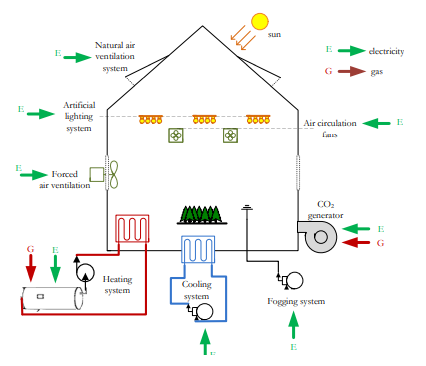 sun
Natural air
ventilation
system
E
E
electricity
G
gas
E
Artificial
lighting
system
Air circulation
fans
E
E
Forced
air ventilation
CO₂
generator
E
G
G
E
Heating
system
Cooling
system
Fogging system
E
E